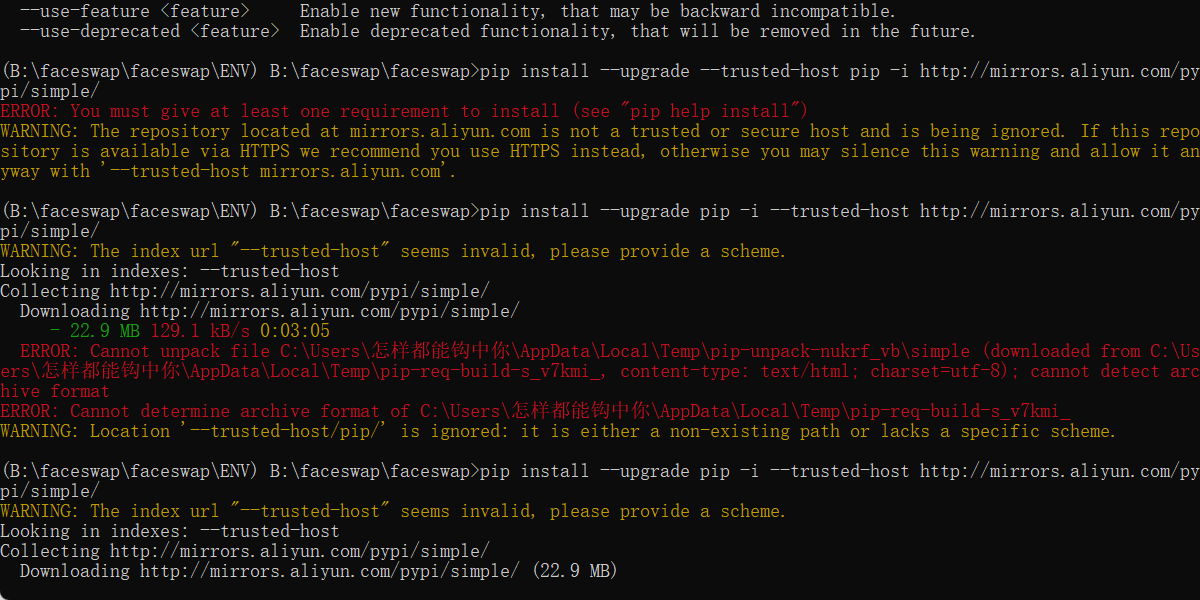 --use-feature <feature>     Enable new functionality, that may be backward incompatible.
--use-deprecated <feature>  Enable deprecated functionality, that will be removed in the future.
(B:\faceswap\faceswap\ENV) B:\faceswap\faceswap>pip install --upgrade --trusted-host pip -i http://mirrors.aliyun.com/py
pi/simple/
ERROR: You must give at least one requirement to install (see "pip help install")
WARNING: The repository located at mirrors.aliyun.com is not a trusted or secure host and is being ignored. If this repo
sitory is available via HTTPS we recommend you use HTTPS instead, otherwise you may silence this warning and allow it an
yway with '--trusted-host mirrors.aliyun.com'.
(B:\faceswap\faceswap\ENV) B:\faceswap\faceswap>pip install --upgrade pip -i --trusted-host http://mirrors.aliyun.com/py
pi/simple/
WARNING: The index url "--trusted-host" seems invalid, please provide a scheme.
Looking in indexes: --trusted-host
Collecting http://mirrors.aliyun.com/pypi/simple/
Downloading http://mirrors.aliyun.com/pypi/simple/
- 22.9 MB 129.1 kB/s 0:03:05
ERROR: Cannot unpack file C:\Users\怎样都能钩中你\AppData\Local\Temp\pip-unpack-nukrf_vb\simple (downloaded from C:\Us
ers\怎样都能钩中你\AppData\Local\Temp\pip-req-build-s_v7kmi_, content-type: text/html; charset=utf-8); cannot detect arc
hive format
ERROR: Cannot determine archive format of C:\Users\怎样都能钩中你\AppData\Local\Temp\pip-req-build-s_v7kmi_
WARNING: Location '--trusted-host/pip/' is ignored: it is either a non-existing path or lacks a specific scheme.
(B:\faceswap\faceswap\ENV) B:\faceswap\faceswap>pip install --upgrade pip -i --trusted-host http://mirrors.aliyun.com/py
pi/simple/
WARNING: The index url "--trusted-host" seems invalid, please provide a scheme.
Looking in indexes: --trusted-host
Collecting http://mirrors.aliyun.com/pypi/simple/
Downloading http://mirrors.aliyun.com/pypi/simple/ (22.9 MB)